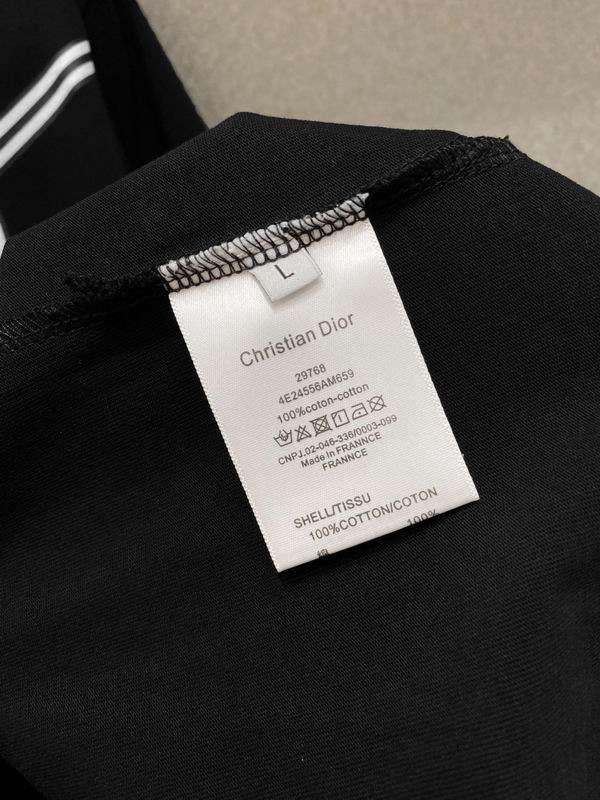 L
Christian Dior
29768
4E24556AM659
100%coton-cotton
CNPJ.02-046-336/0003-099
Made in FRANNCE
FRANNCE
SHELL/TISSU
100%COTTON/COTON
100%